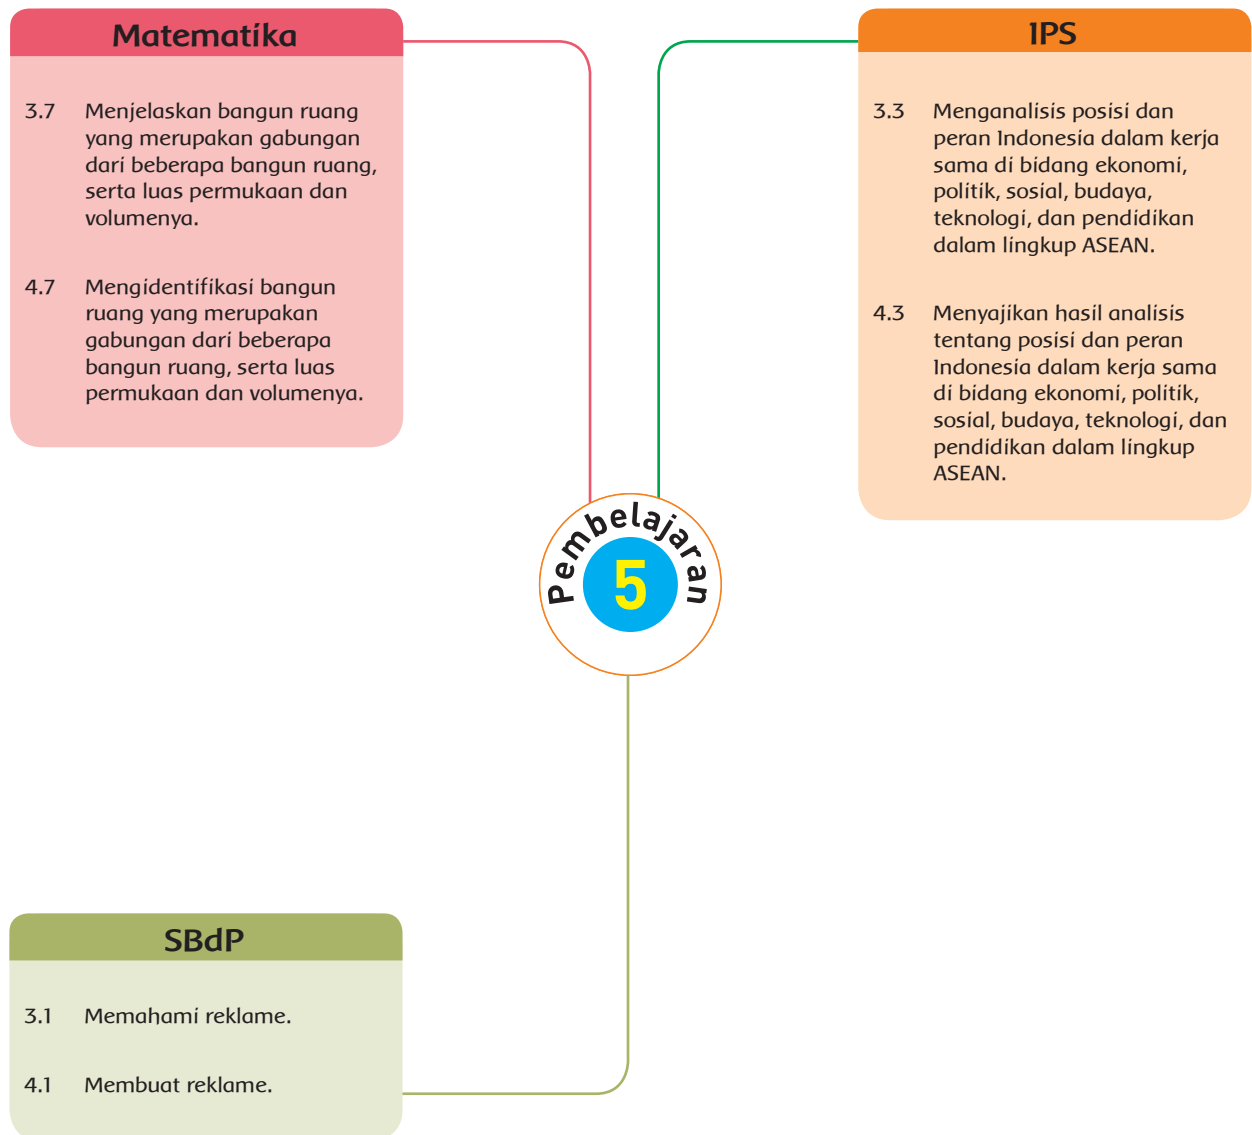 Matematika
3.7 Menjelaskan bangun ruang
yang merupakan gabungan
dari beberapa bangun ruang,
serta luas permukaan dan
volumenya.
4.7 Mengidentifikasi bangun
ruang yang merupakan
gabungan dari beberapa
bangun ruang, serta luas
permukaan dan volumenya.
IPS
3.3 Menganalisis posisi dan
peran Indonesia dalam kerja
sama di bidang ekonomi,
politik, sosial, budaya,
teknologi, dan pendidikan
dalam lingkup ASEAN.
4.3 Menyajikan hasil analisis
tentang posisi dan peran
Indonesia dalam kerja sama
di bidang ekonomi, politik,
sosial, budaya, teknologi, dan
pendidikan dalam lingkup
ASEAN.
Pembelajaran
5
SBdP
3.1 Memahami reklame.
4.1 Membuat reklame.